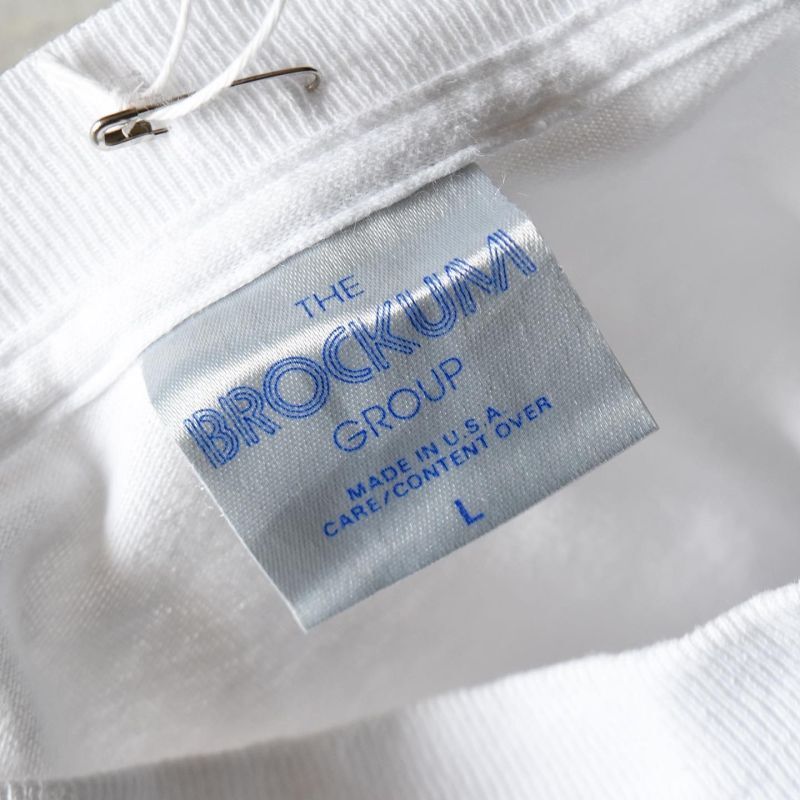 THE
BROCKUM
GROUP
MADE IN U.S.A
CARE/CONTENT OVER
L